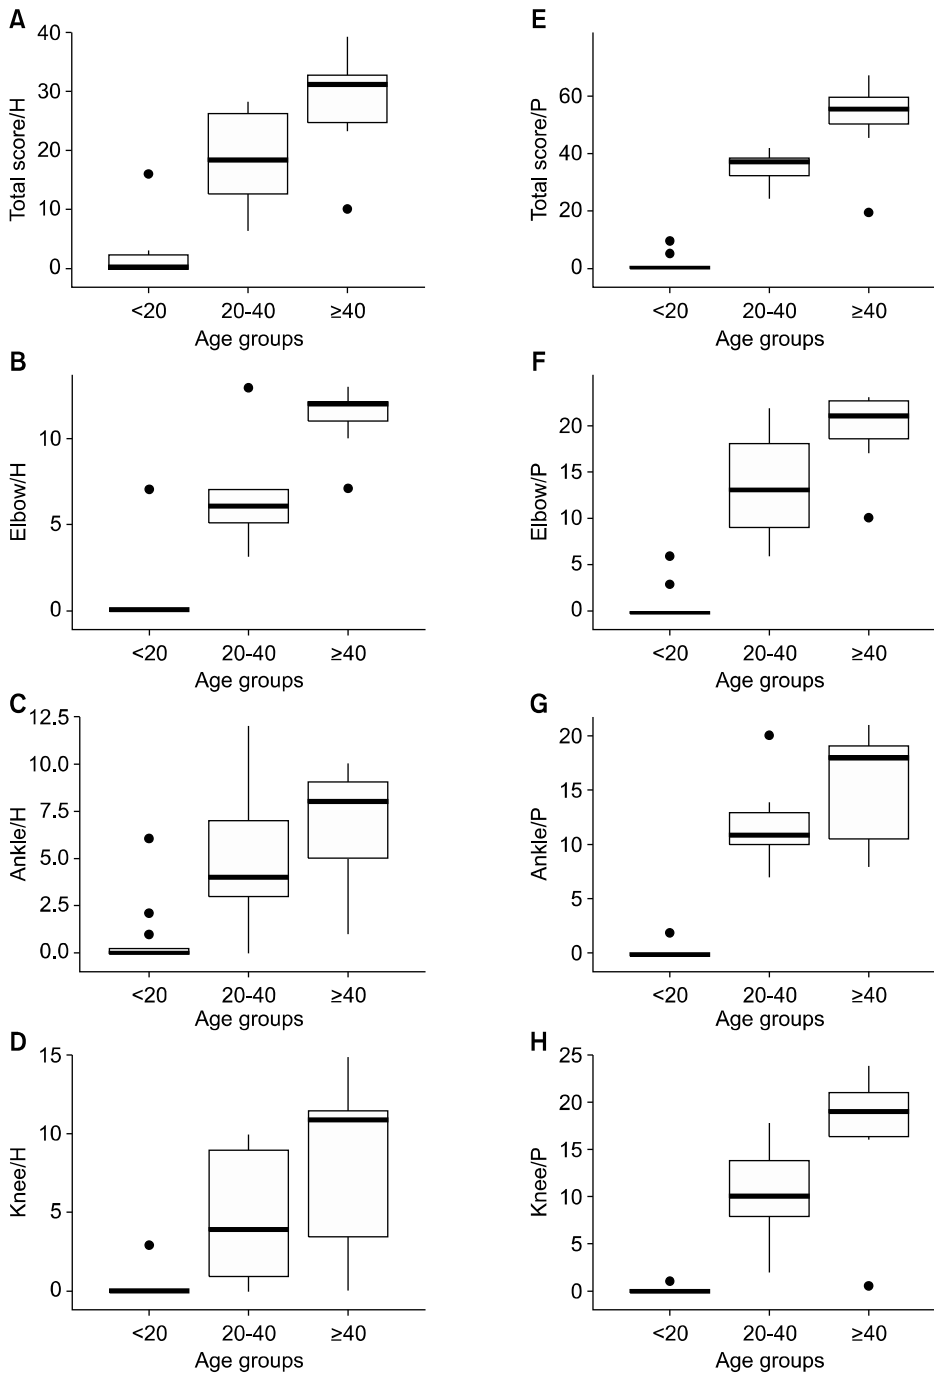 A
Total score/H
40
30
20
10
0
<20 20-40 ≥40
Age groups
E
Total score/P
60
40
20
0
<20 20-40 ≥40
Age groups
B
Elbow/H
10
5
0
<20 20-40 ≥40
Age groups
F
Elbow/P
20
15
10
5
0
<20 20-40 ≥40
Age groups
C
Ankle/H
12.5
10.0
7.5
5.0
2.5
0.0
<20 20-40 ≥40
Age groups
G
Ankle/P
20
15
10
5
0
<20 20-40 ≥40
Age groups
D
Knee/H
15
10
5
0
<20 20-40 ≥40
Age groups
H
Knee/P
25
20
15
10
5
0
<20 20-40 ≥40
Age groups